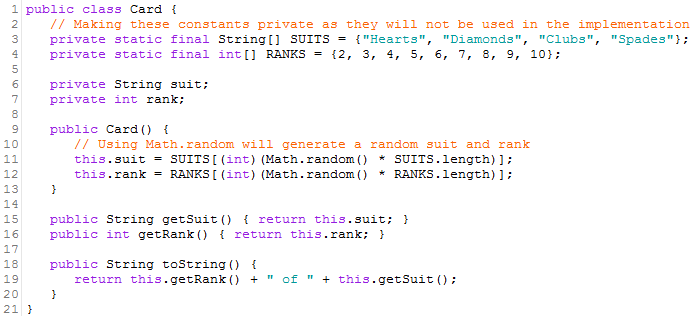 1 public class Card {
2 // Making these constants private as they will not be used in the implementation
3 private static final String[] SUITS = {"Hearts", "Diamonds", "Clubs", "Spades"};
4 private static final int[] RANKS = {2, 3, 4, 5, 6, 7, 8, 9, 10};
5
6 private String suit;
7 private int rank;
8
9 public Card() {
10 // Using Math.random will generate a random suit and rank
11 this.suit = SUITS[(int)(Math.random() * SUITS.length)];
12 this.rank = RANKS[(int)(Math.random() * RANKS.length)];
13 }
14
15 public String getSuit() { return this.suit; }
16 public int getRank() { return this.rank; }
17
18 public String toString() {
19 return this.getRank() + " of " + this.getSuit();
20 }
21 }